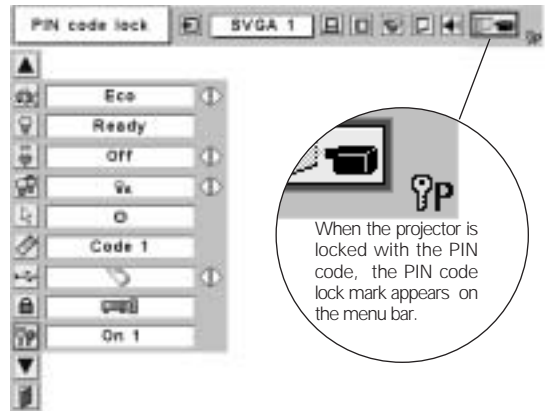 PIN code lock
SVGA 1
Eco
Ready
Off
Code 1
On 1
P
When the projector is
locked with the PIN
code, the PIN code
lock mark appears on
the menu bar.